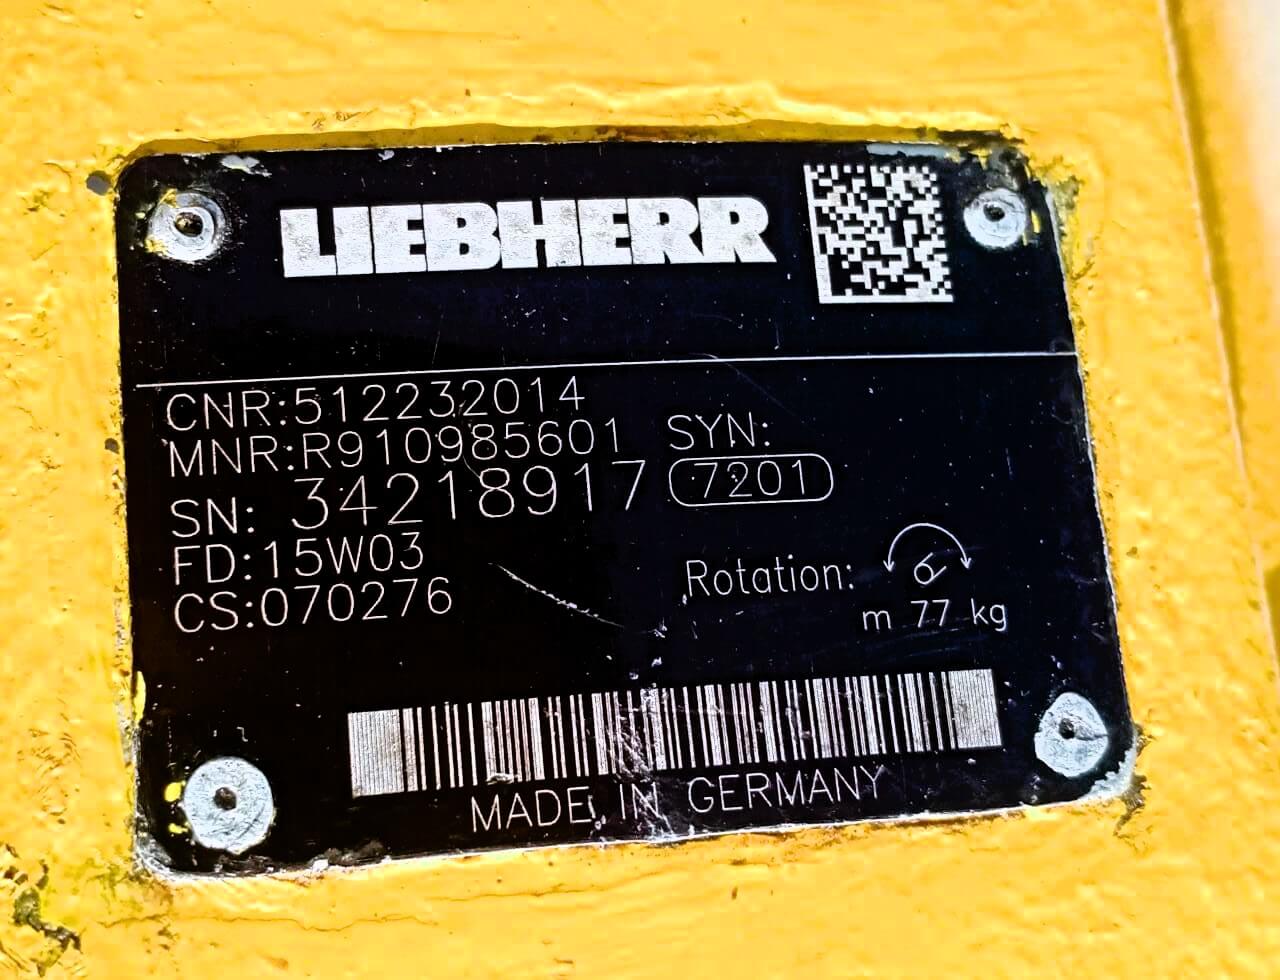 LIEBHERR
CNR:512232014
MNR:R910985601
SYN:
SN: 34218917
7201
FD:15W03
CS:070276
Rotation:
m 77 kg
MADE IN GERMANY